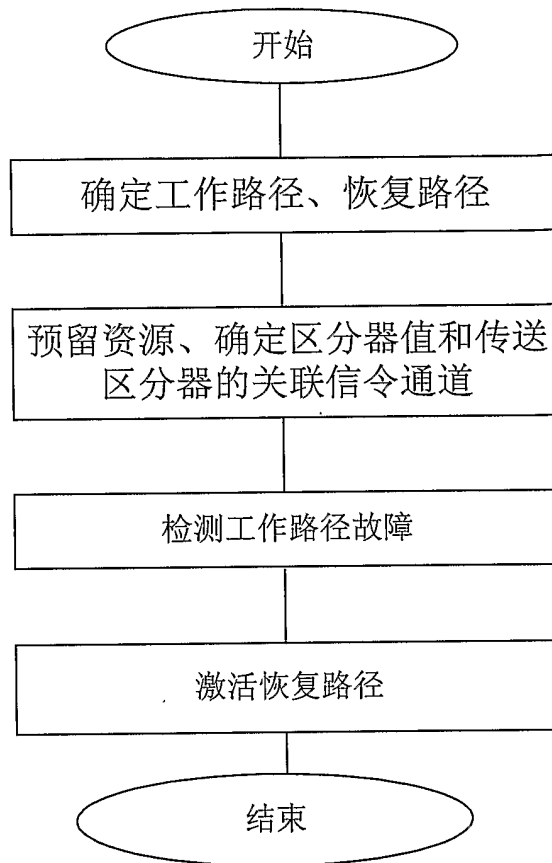 开始
确定工作路径、恢复路径
预留资源、确定区分器值和传送
区分器的关联信令通道
检测工作路径故障
激活恢复路径
结束